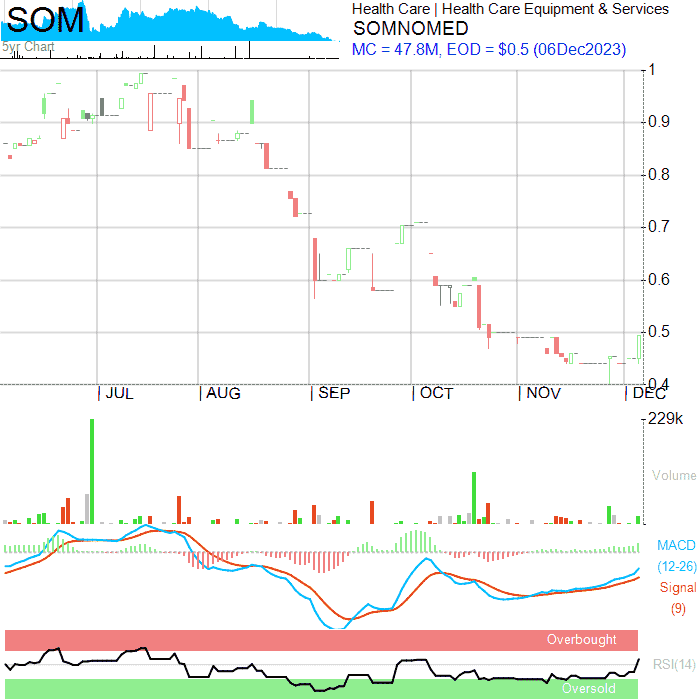 SOM
5yr Chart
Health Care | Health Care Equipment & Services
SOMNOMED
MC = 47.8M, EOD = $0.5 (06Dec2023)
1
0.9
0.8
0.7
0.6
0.5
0.4
| JUL | AUG | SEP | OCT | NOV | DEC
229k
Volume
MACD
(12-26)
Signal
(9)
Overbought
RSI(14)
Oversold